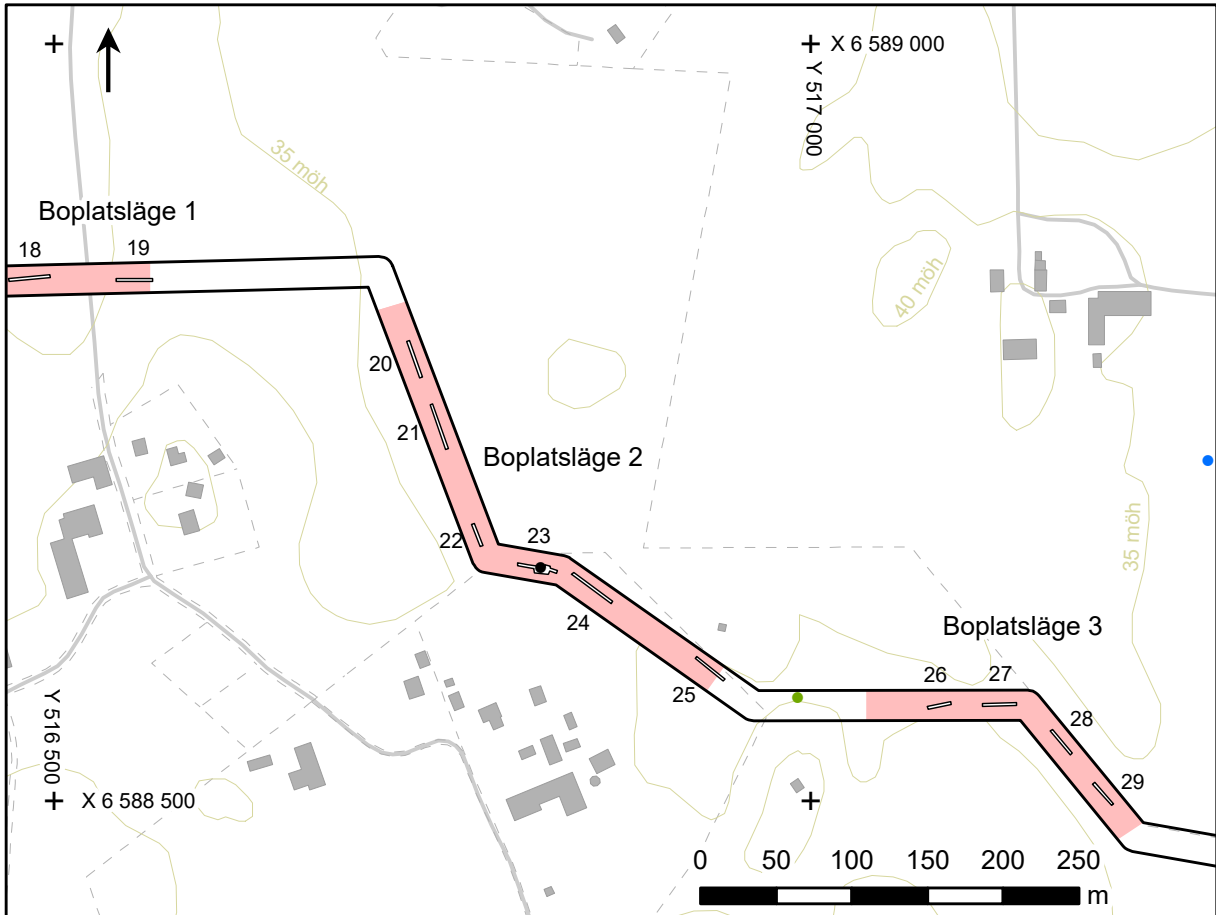 X 6 589 000
Y 517 000
35 möh
Boplatsläge 1
18
19
40 möh
20
21
Boplatsläge 2
22
23
35 möh
24
Boplatsläge 3
25
26
27
28
29
Y 516 500
X 6 588 500
0 50 100 150 200 250
m